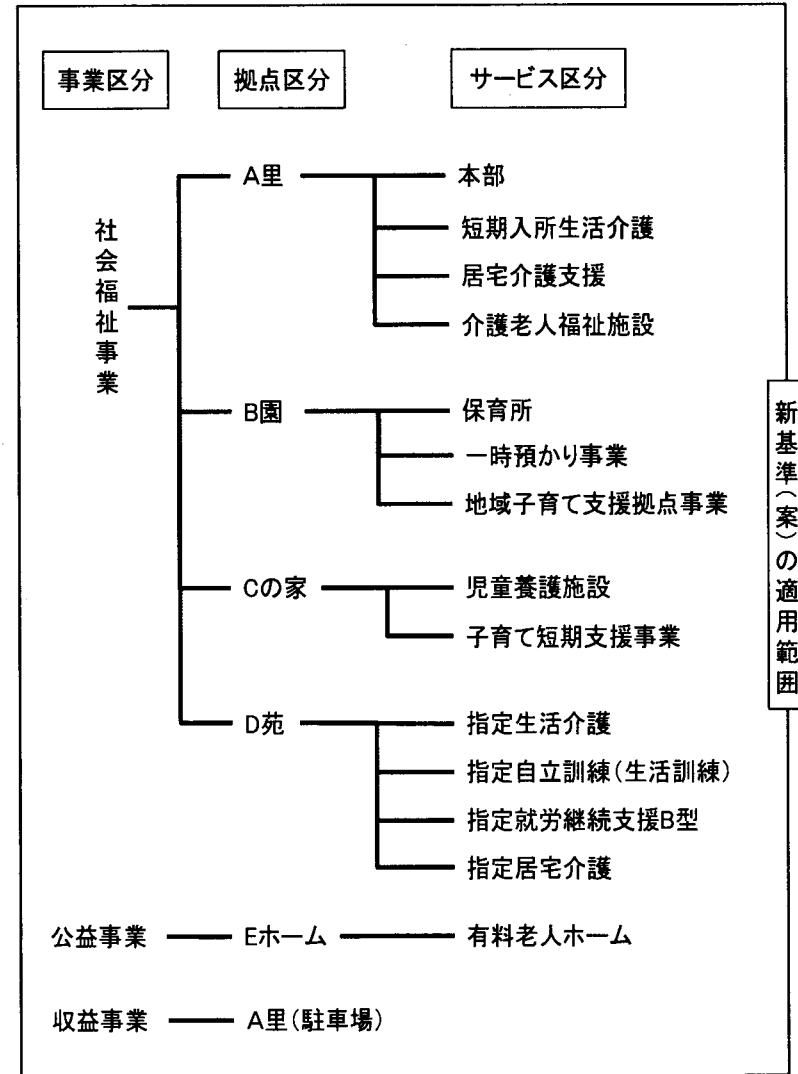 事業区分
拠点区分
サービス区分
社会福祉事業
A里
本部
短期入所生活介護
居宅介護支援
介護老人福祉施設
B園
保育所
一時預かり事業
地域子育て支援拠点事業
Cの家
児童養護施設
子育て短期支援事業
D苑
指定生活介護
指定自立訓練(生活訓練)
指定就労継続支援B型
指定居宅介護
公益事業
Eホーム
有料老人ホーム
収益事業
A里(駐車場)
新基準(案)の適用範囲